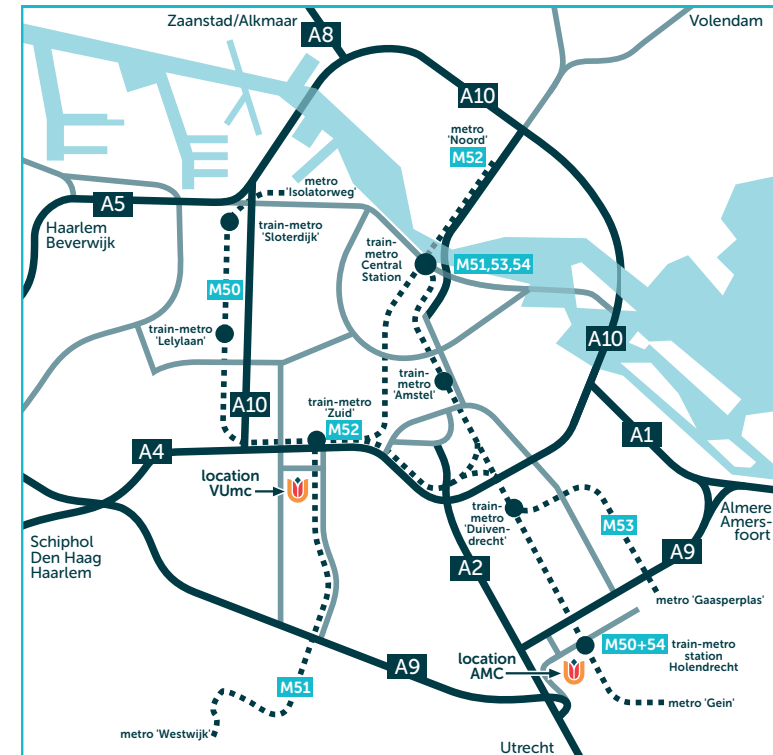 Zaanstad/Alkmaar
Volendam
A8
A10
metro
'Noord'
M52
metro
'Isolatorweg'
A5
Haarlem
Beverwijk
train-metro
'Sloterdijk'
train-
metro
Central
Station
M51,53,54
M50
train-metro
'Lelylaan'
A10
train-
metro
'Amstel'
A10
train-metro
'Zuid'
M52
A1
A4
location
VUmc
train-
metro
'Duiven-
drecht'
M53
Almere
Amers-
foort
Schiphol
Den Haag
Haarlem
A2
A9
metro 'Gaasperplas'
M50+54
train-metro
station
Holendrecht
location
AMC
A9
M51
metro 'Gein'
metro 'Westwijk'
Utrecht